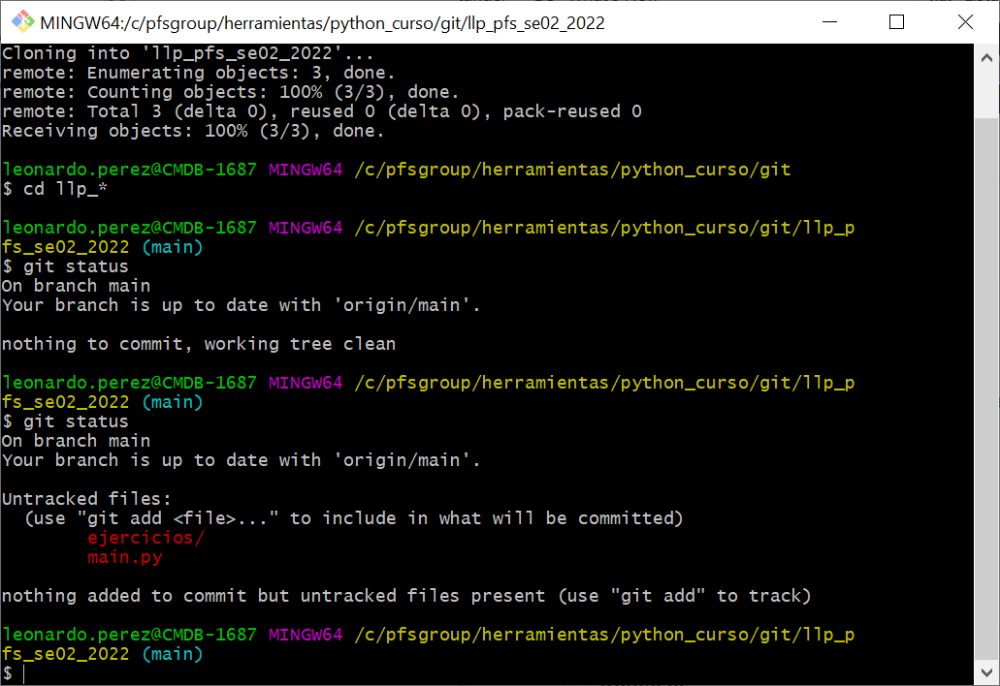 MINGW64:/c/pfsgroup/herramientas/python_curso/git/llp_pfs_se02_2022
Cloning into 'llp_pfs_se02_2022'...
remote: Enumerating objects: 3, done.
remote: Counting objects: 100% (3/3), done.
remote: Total 3 (delta 0), reused 0 (delta 0), pack-reused 0
Receiving objects: 100% (3/3), done.
leonardo.perez@CMDB-1687 MINGW64 /c/pfsgroup/herramientas/python_curso/git
$ cd llp_*
leonardo.perez@CMDB-1687 MINGW64 /c/pfsgroup/herramientas/python_curso/git/llp_p
fs_se02_2022 (main)
$ git status
On branch main
Your branch is up to date with 'origin/main'.
nothing to commit, working tree clean
leonardo.perez@CMDB-1687 MINGW64 /c/pfsgroup/herramientas/python_curso/git/llp_p
fs_se02_2022 (main)
$ git status
On branch main
Your branch is up to date with 'origin/main'.
Untracked files:
(use "git add <file>..." to include in what will be committed)
ejercicios/
main.py
nothing added to commit but untracked files present (use "git add" to track)
leonardo.perez@CMDB-1687 MINGW64 /c/pfsgroup/herramientas/python_curso/git/llp_p
fs_se02_2022 (main)
$